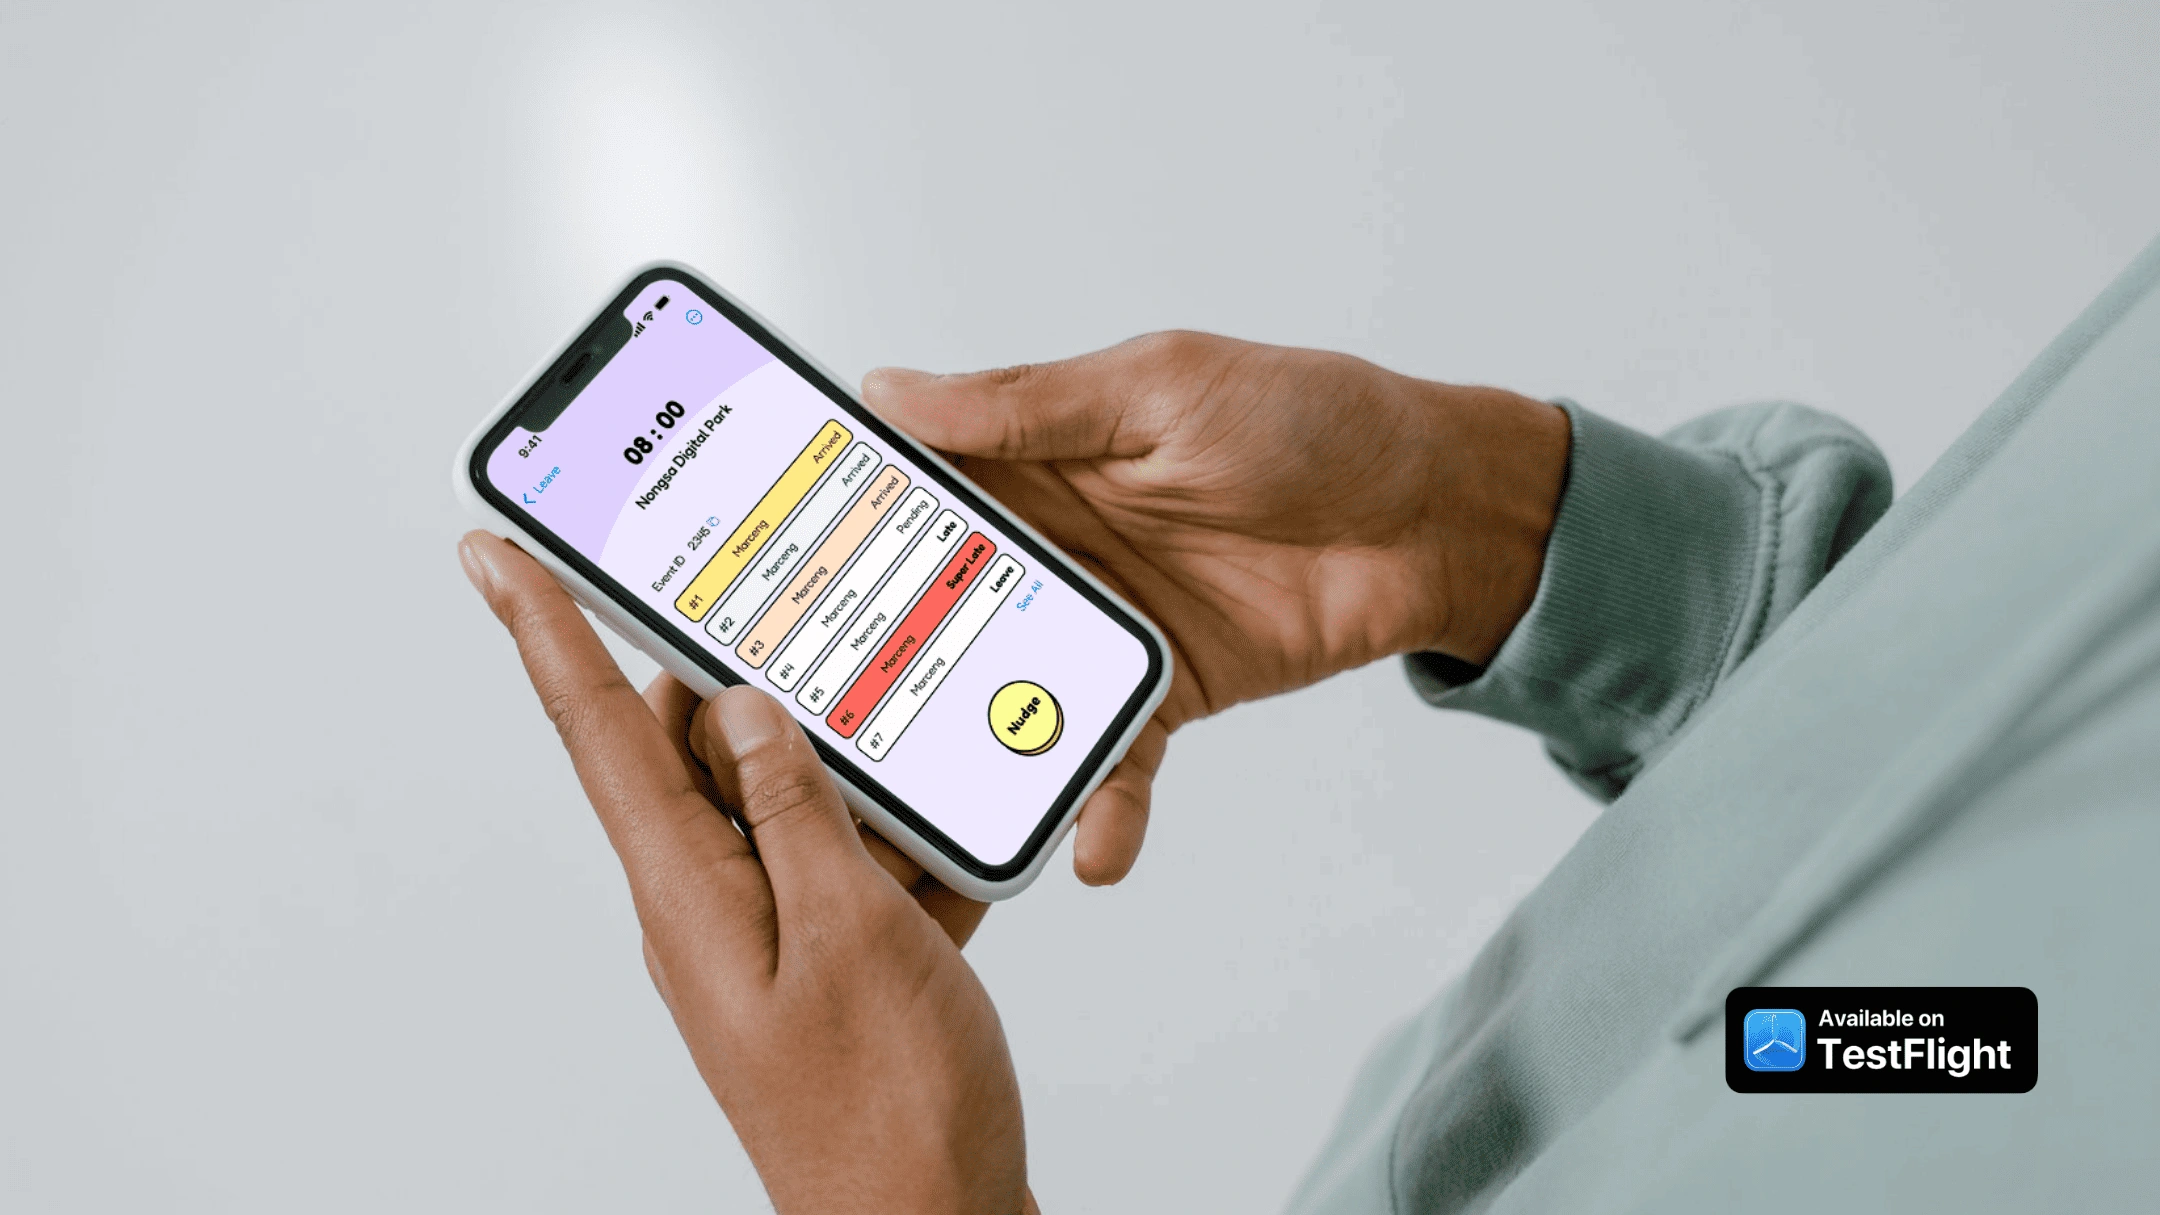 9:41
Leave
08 : 00
Nongsa Digital Park
Event ID 2345
#1 Marceng Arrived
#2 Marceng Arrived
#3 Marceng Arrived
#4 Marceng Pending
#5 Marceng Late
#6 Marceng Super Late
#7 Marceng Leave
See All
Nudge
Available on
TestFlight